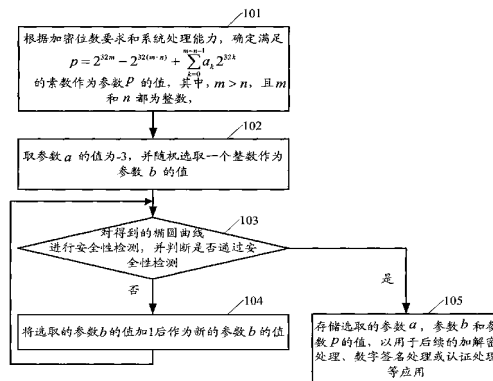 101
根据加密位数要求和系统处理能力，确定满足
p = 2^{32m} − 2^{32(m-n)} + \sum_{k=0}^{m-n-1} a_k 2^{32k}
的素数作为参数 p 的值，其中，m > n，且 m
和 n 都为整数，
102
取参数 a 的值为-3，并随机选取一个整数作为
参数 b 的值
103
对得到的椭圆曲线
进行安全性检测，并判断是否通过安
全性检测
否
是
104
将选取的参数b的值加1后作为新的参数 b 的值
105
存储选取的参数 a，参数 b 和参
数 p 的值，以用于后续的加解密
处理、数字签名处理或认证处理
等应用